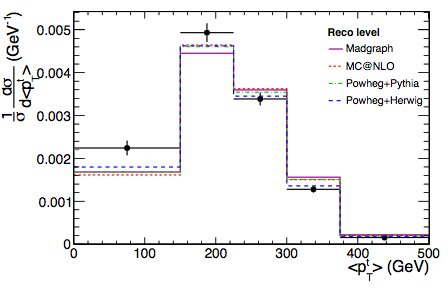 1/σ dσ/d<p_T^t> (GeV⁻¹)
0.005
0.004
0.003
0.002
0.001
0
Reco level
Madgraph
MC@NLO
Powheg+Pythia
Powheg+Herwig
0 100 200 300 400 500
<p_T^t> (GeV)